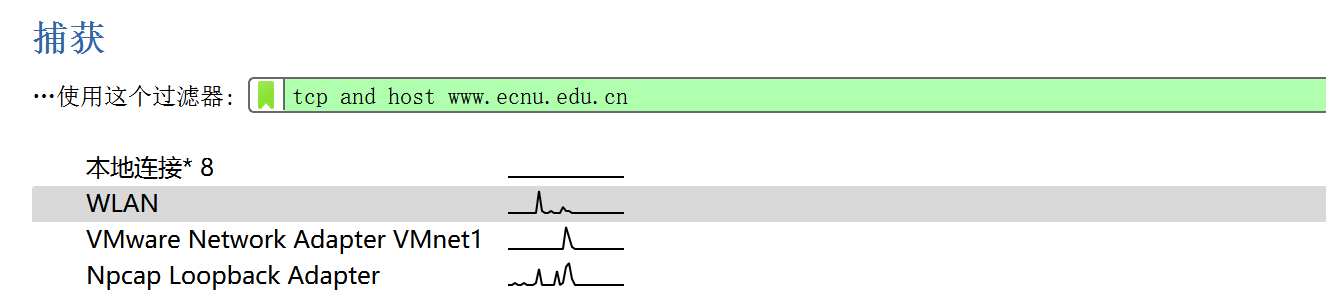 捕获
…使用这个过滤器: tcp and host www.ecnu.edu.cn
本地连接* 8
WLAN
VMware Network Adapter VMnet1
Npcap Loopback Adapter